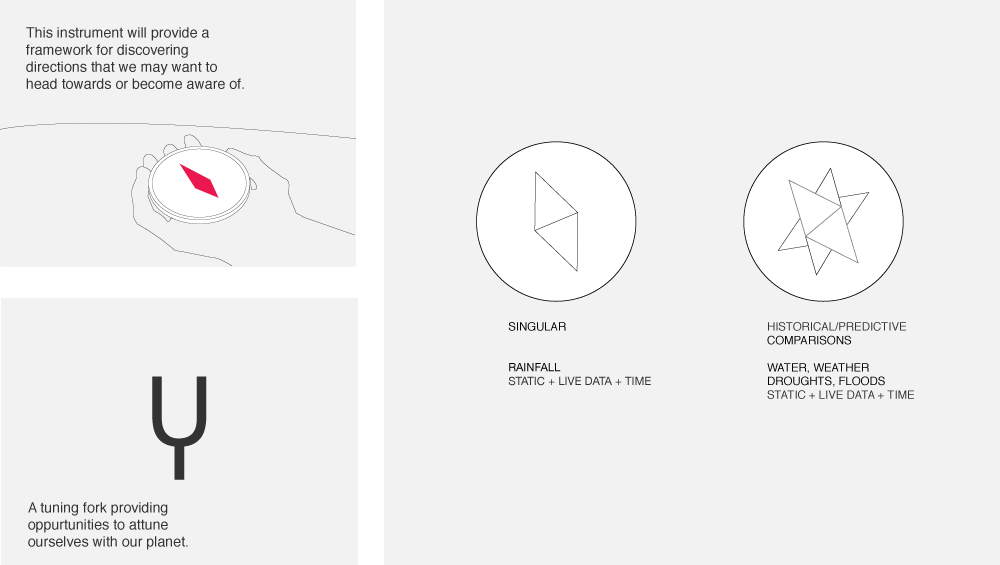 This instrument will provide a
framework for discovering
directions that we may want to
head towards or become aware of.
A tuning fork providing
oppurtunities to attune
ourselves with our planet.
SINGULAR
RAINFALL
STATIC + LIVE DATA + TIME
HISTORICAL/PREDICTIVE
COMPARISONS
WATER, WEATHER
DROUGHTS, FLOODS
STATIC + LIVE DATA + TIME